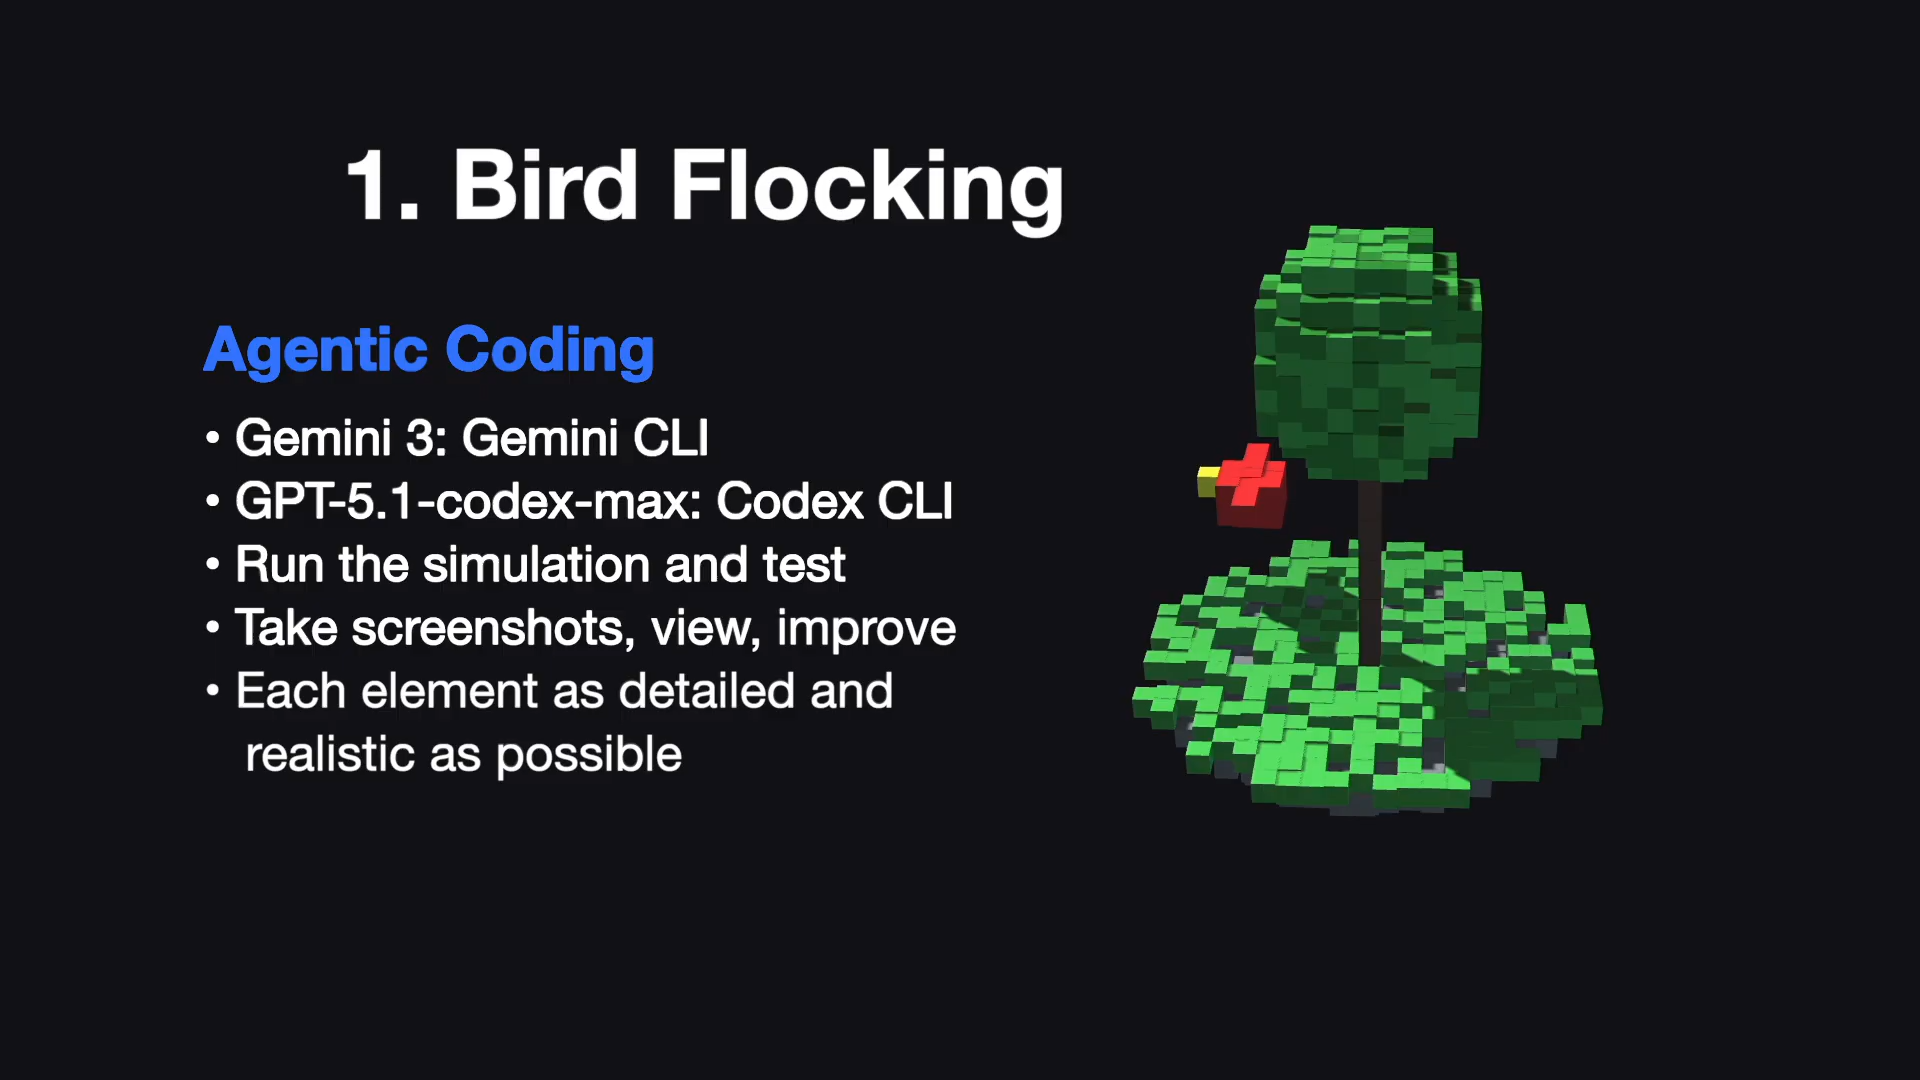 1. Bird Flocking
Agentic Coding
• Gemini 3: Gemini CLI
• GPT-5.1-codex-max: Codex CLI
• Run the simulation and test
• Take screenshots, view, improve
• Each element as detailed and
realistic as possible